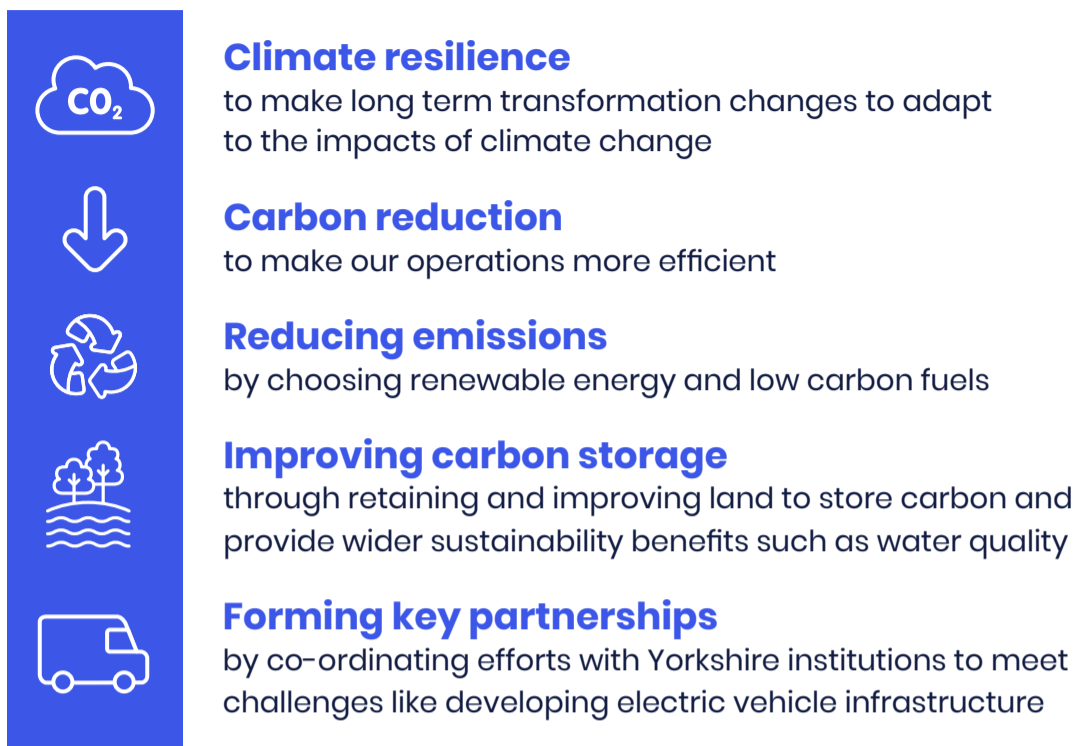 CO₂
Climate resilience
to make long term transformation changes to adapt
to the impacts of climate change
Carbon reduction
to make our operations more efficient
Reducing emissions
by choosing renewable energy and low carbon fuels
Improving carbon storage
through retaining and improving land to store carbon and
provide wider sustainability benefits such as water quality
Forming key partnerships
by co-ordinating efforts with Yorkshire institutions to meet
challenges like developing electric vehicle infrastructure